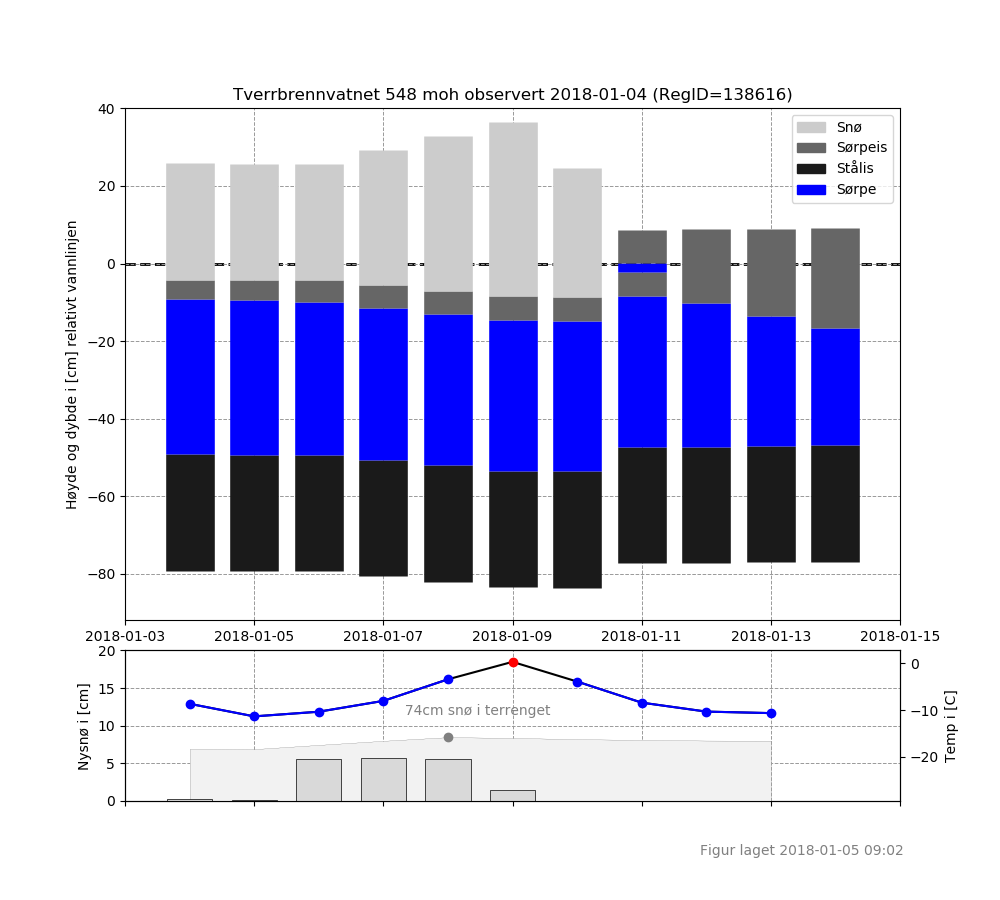 Tverrbrennvatnet 548 moh observert 2018-01-04 (RegID=138616)
Høyde og dybde i [cm] relativt vannlinjen
40
20
0
−20
−40
−60
−80
Snø
Sørpeis
Stålis
Sørpe
2018-01-03 2018-01-05 2018-01-07 2018-01-09 2018-01-11 2018-01-13 2018-01-15
Nysnø i [cm]
20
15
10
5
0
74cm snø i terrenget
0
−10
−20
Temp i [C]
Figur laget 2018-01-05 09:02